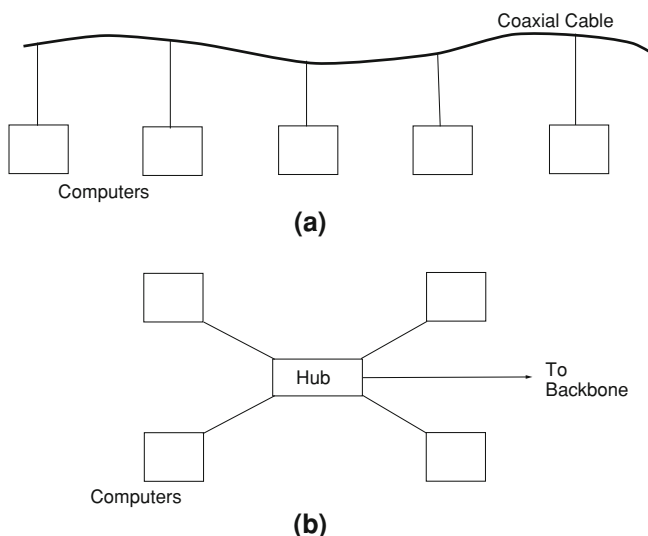 Coaxial Cable
Computers
(a)
Hub
To
Backbone
Computers
(b)